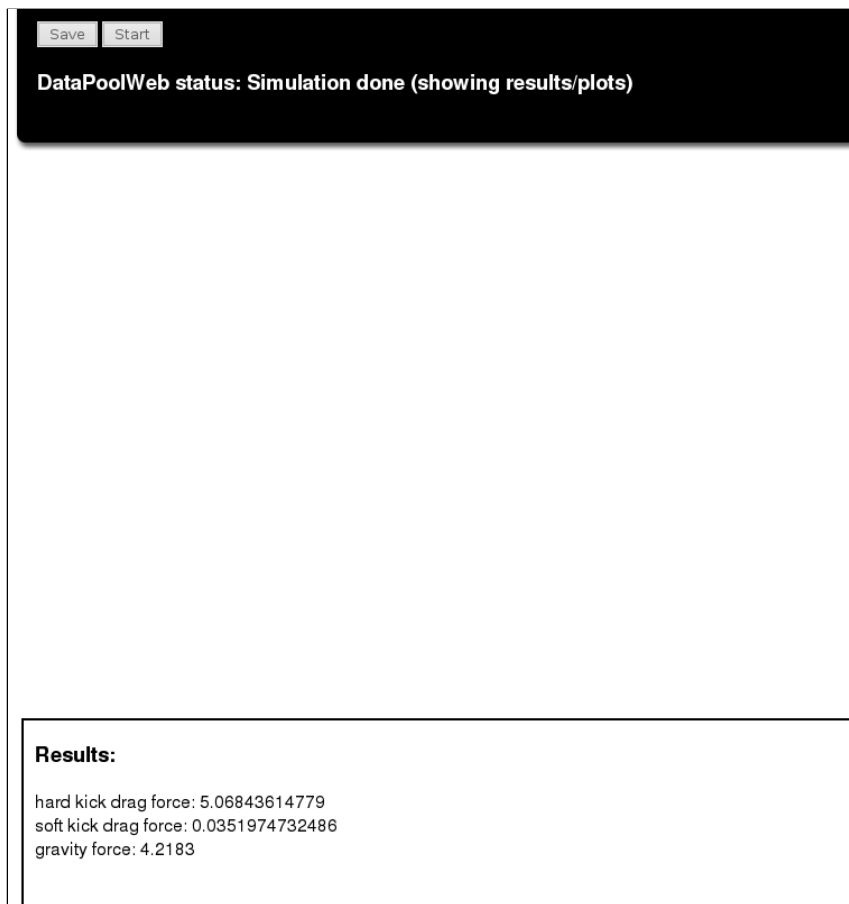 Save Start
DataPoolWeb status: Simulation done (showing results/plots)
Results:
hard kick drag force: 5.06843614779
soft kick drag force: 0.0351974732486
gravity force: 4.2183